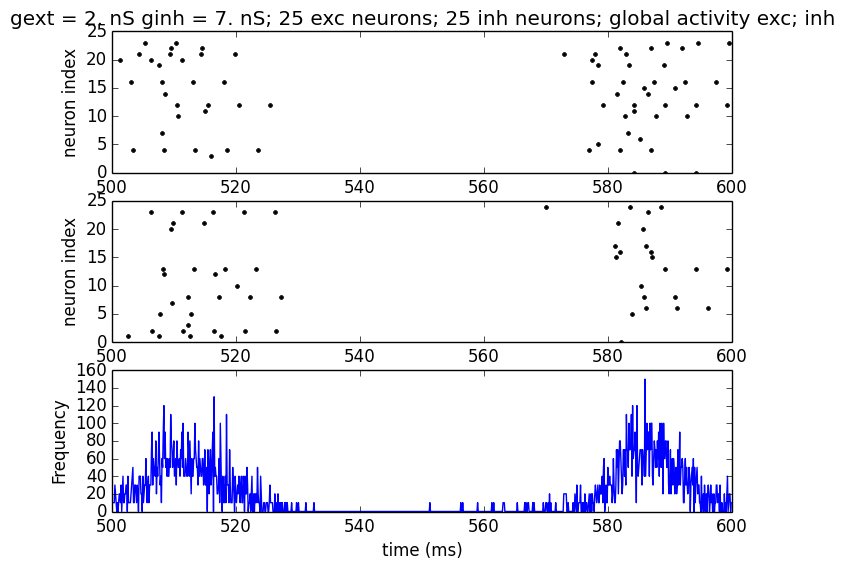 gext = 2. nS ginh = 7. nS; 25 exc neurons; 25 inh neurons; global activity exc; inh
25
20
15
10
5
0
neuron index
500 520 540 560 580 600
25
20
15
10
5
0
neuron index
500 520 540 560 580 600
160
140
120
100
80
60
40
20
0
Frequency
500 520 540 560 580 600
time (ms)